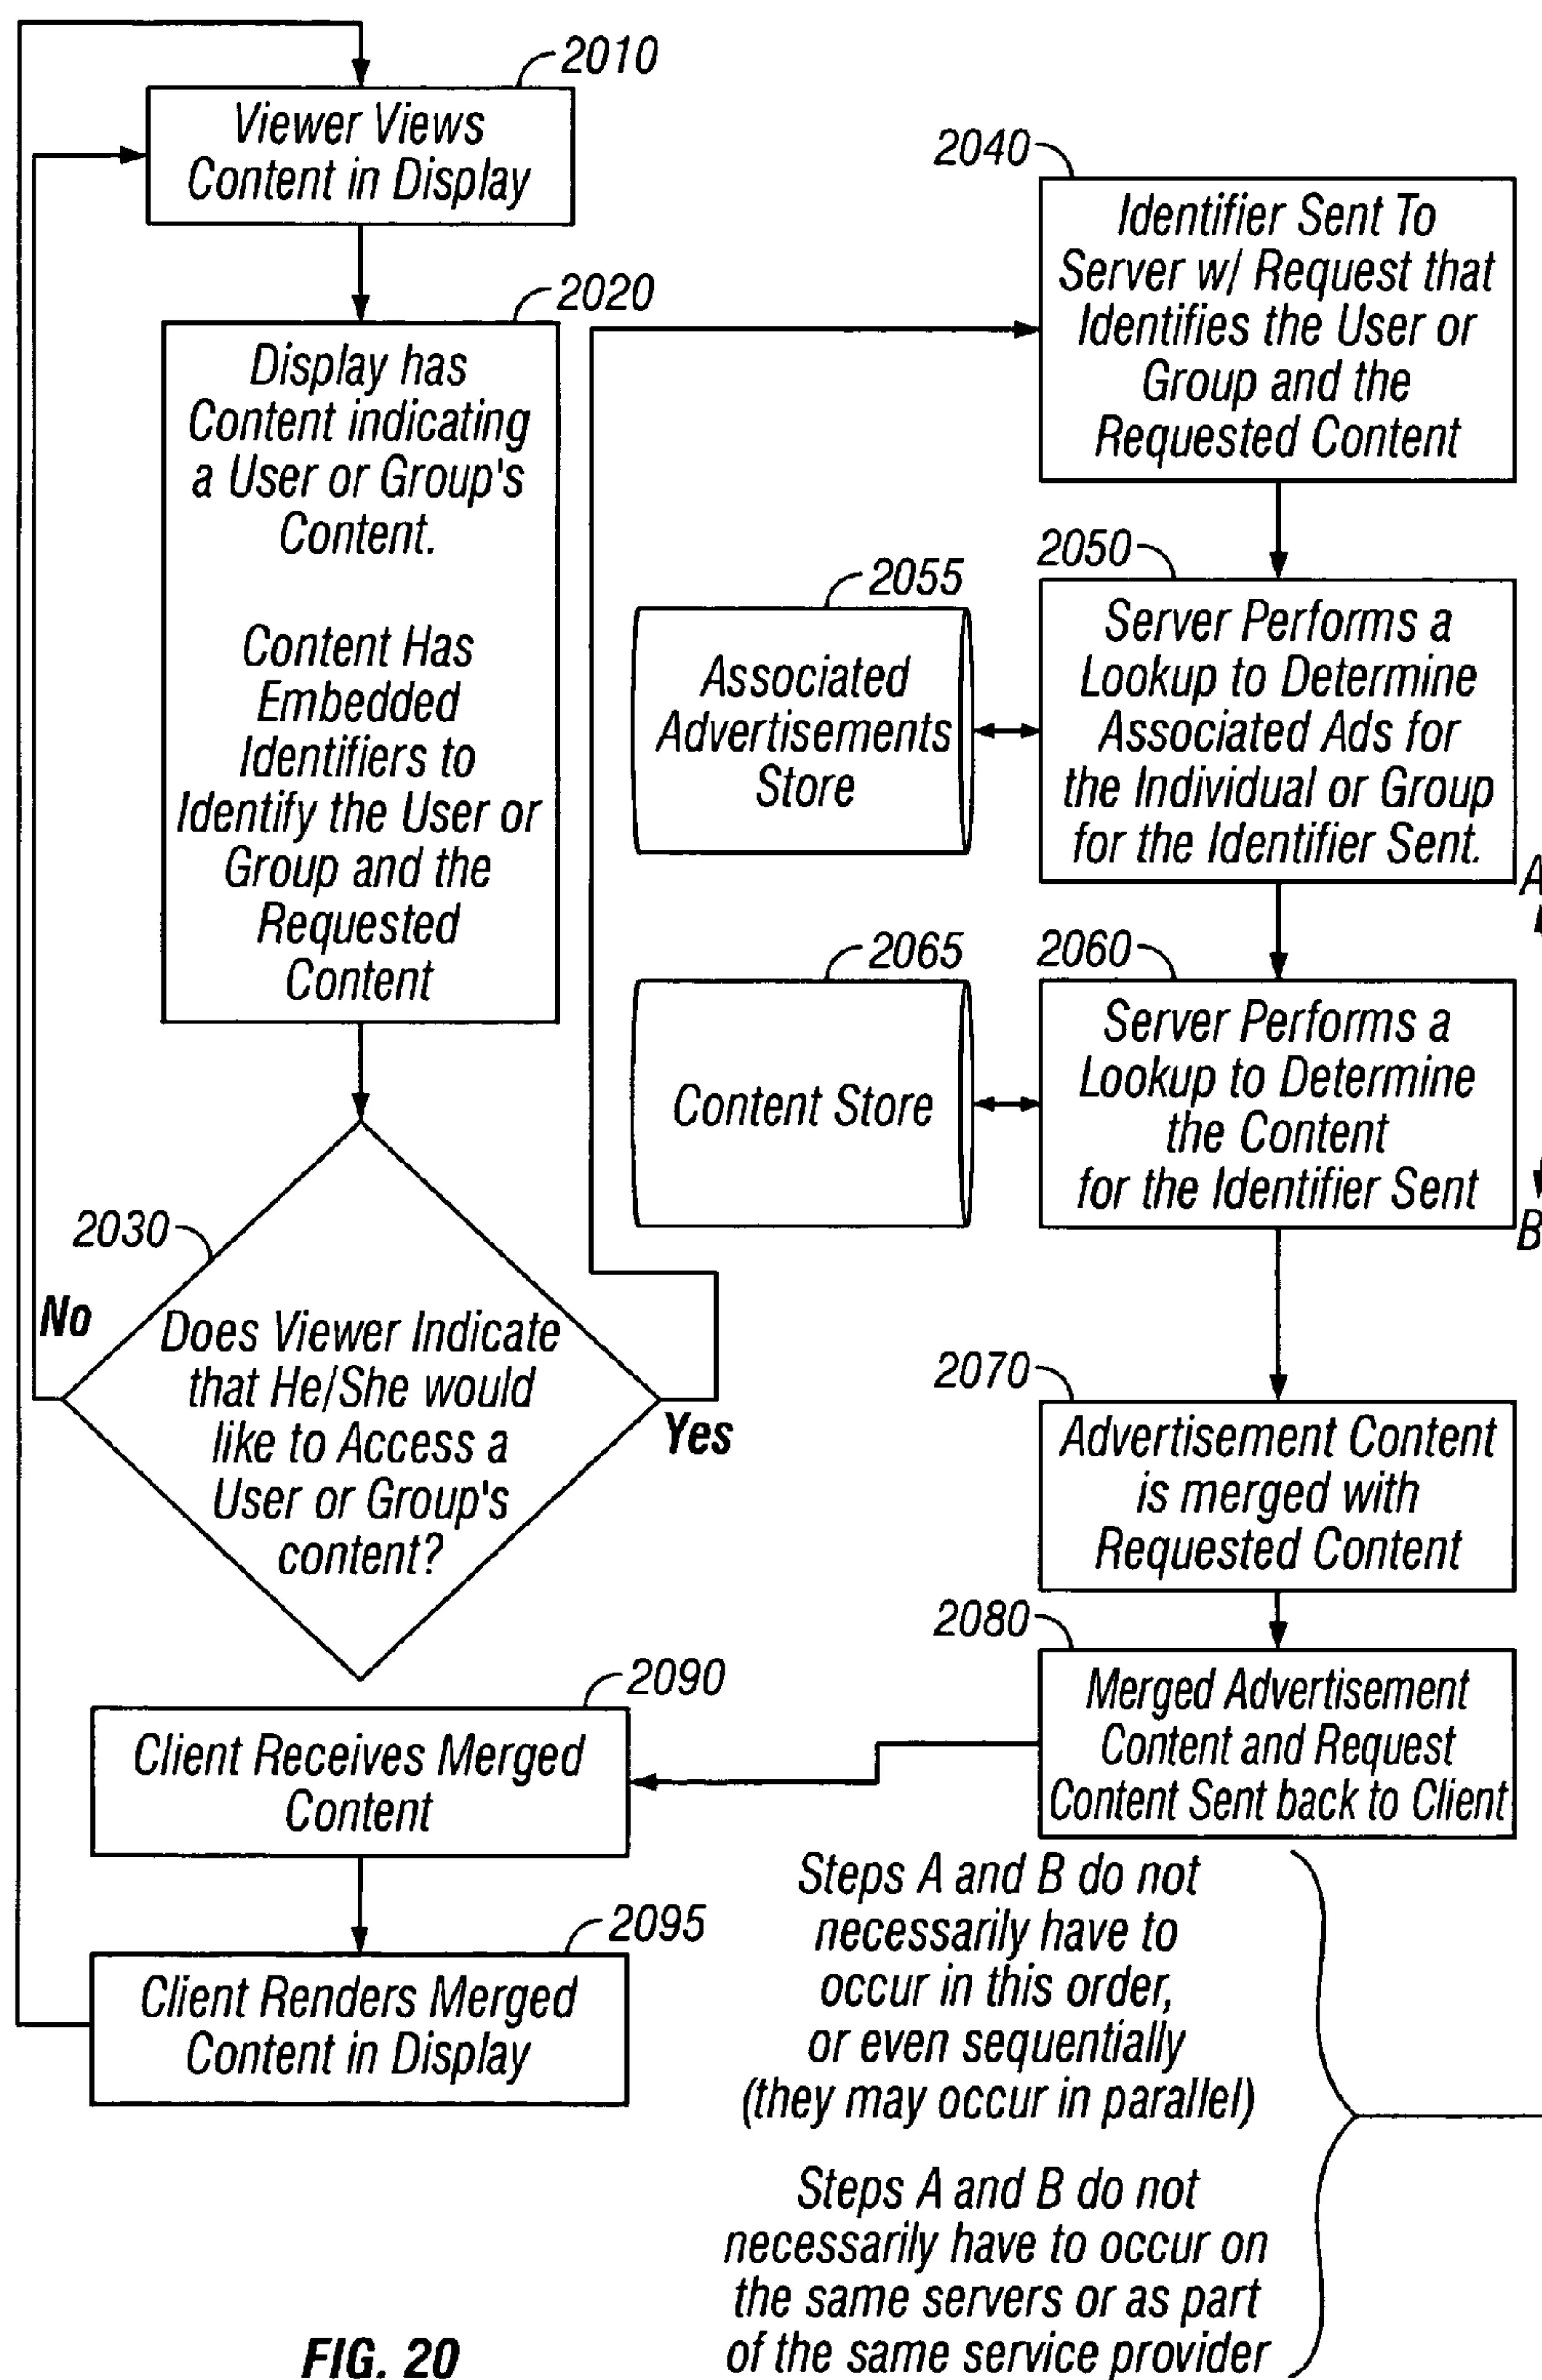 2010
Viewer Views
Content in Display
2020
Display has
Content indicating
a User or Group's
Content.
Content Has
Embedded
Identifiers to
Identify the User or
Group and the
Requested
Content
2030
No
Does Viewer Indicate
that He/She would
like to Access a
User or Group's
content?
Yes
2040
Identifier Sent To
Server w/ Request that
Identifies the User or
Group and the
Requested Content
2050
Server Performs a
Lookup to Determine
Associated Ads for
the Individual or Group
for the Identifier Sent.
A
2055
Associated
Advertisements
Store
2060
Server Performs a
Lookup to Determine
the Content
for the Identifier Sent
B
2065
Content Store
2070
Advertisement Content
is merged with
Requested Content
2080
Merged Advertisement
Content and Request
Content Sent back to Client
2090
Client Receives Merged
Content
2095
Client Renders Merged
Content in Display
Steps A and B do not
necessarily have to
occur in this order,
or even sequentially
(they may occur in parallel)
Steps A and B do not
necessarily have to occur on
the same servers or as part
of the same service provider
FIG. 20